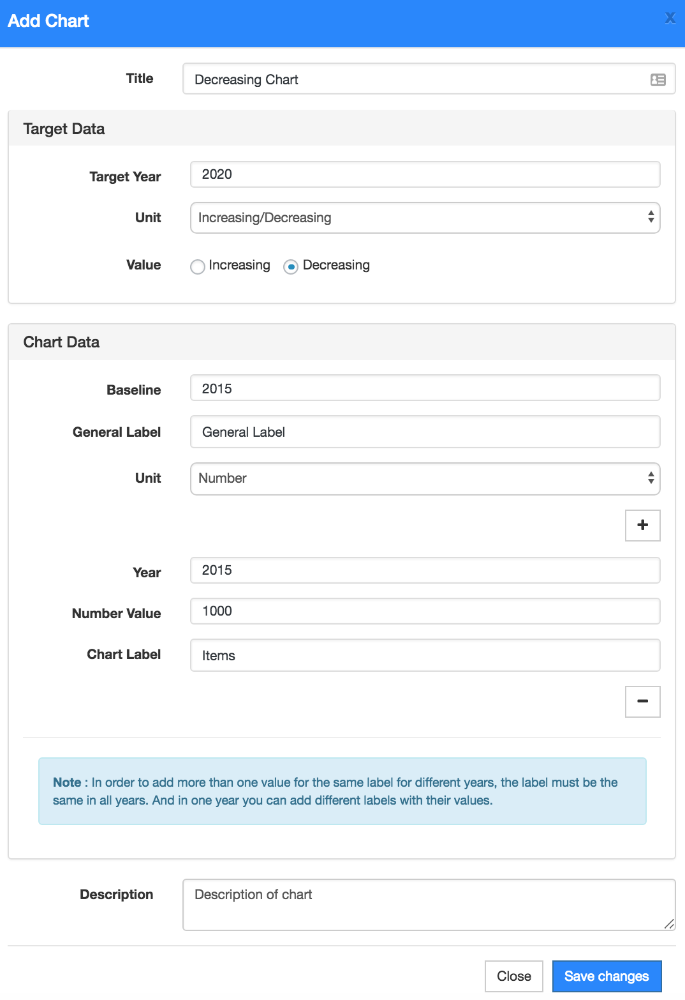 Add Chart
X
Title
Decreasing Chart
Target Data
Target Year
2020
Unit
Increasing/Decreasing
Value
Increasing
Decreasing
Chart Data
Baseline
2015
General Label
General Label
Unit
Number
+
Year
2015
Number Value
1000
Chart Label
Items
−
Note : In order to add more than one value for the same label for different years, the label must be the
same in all years. And in one year you can add different labels with their values.
Description
Description of chart
Close
Save changes